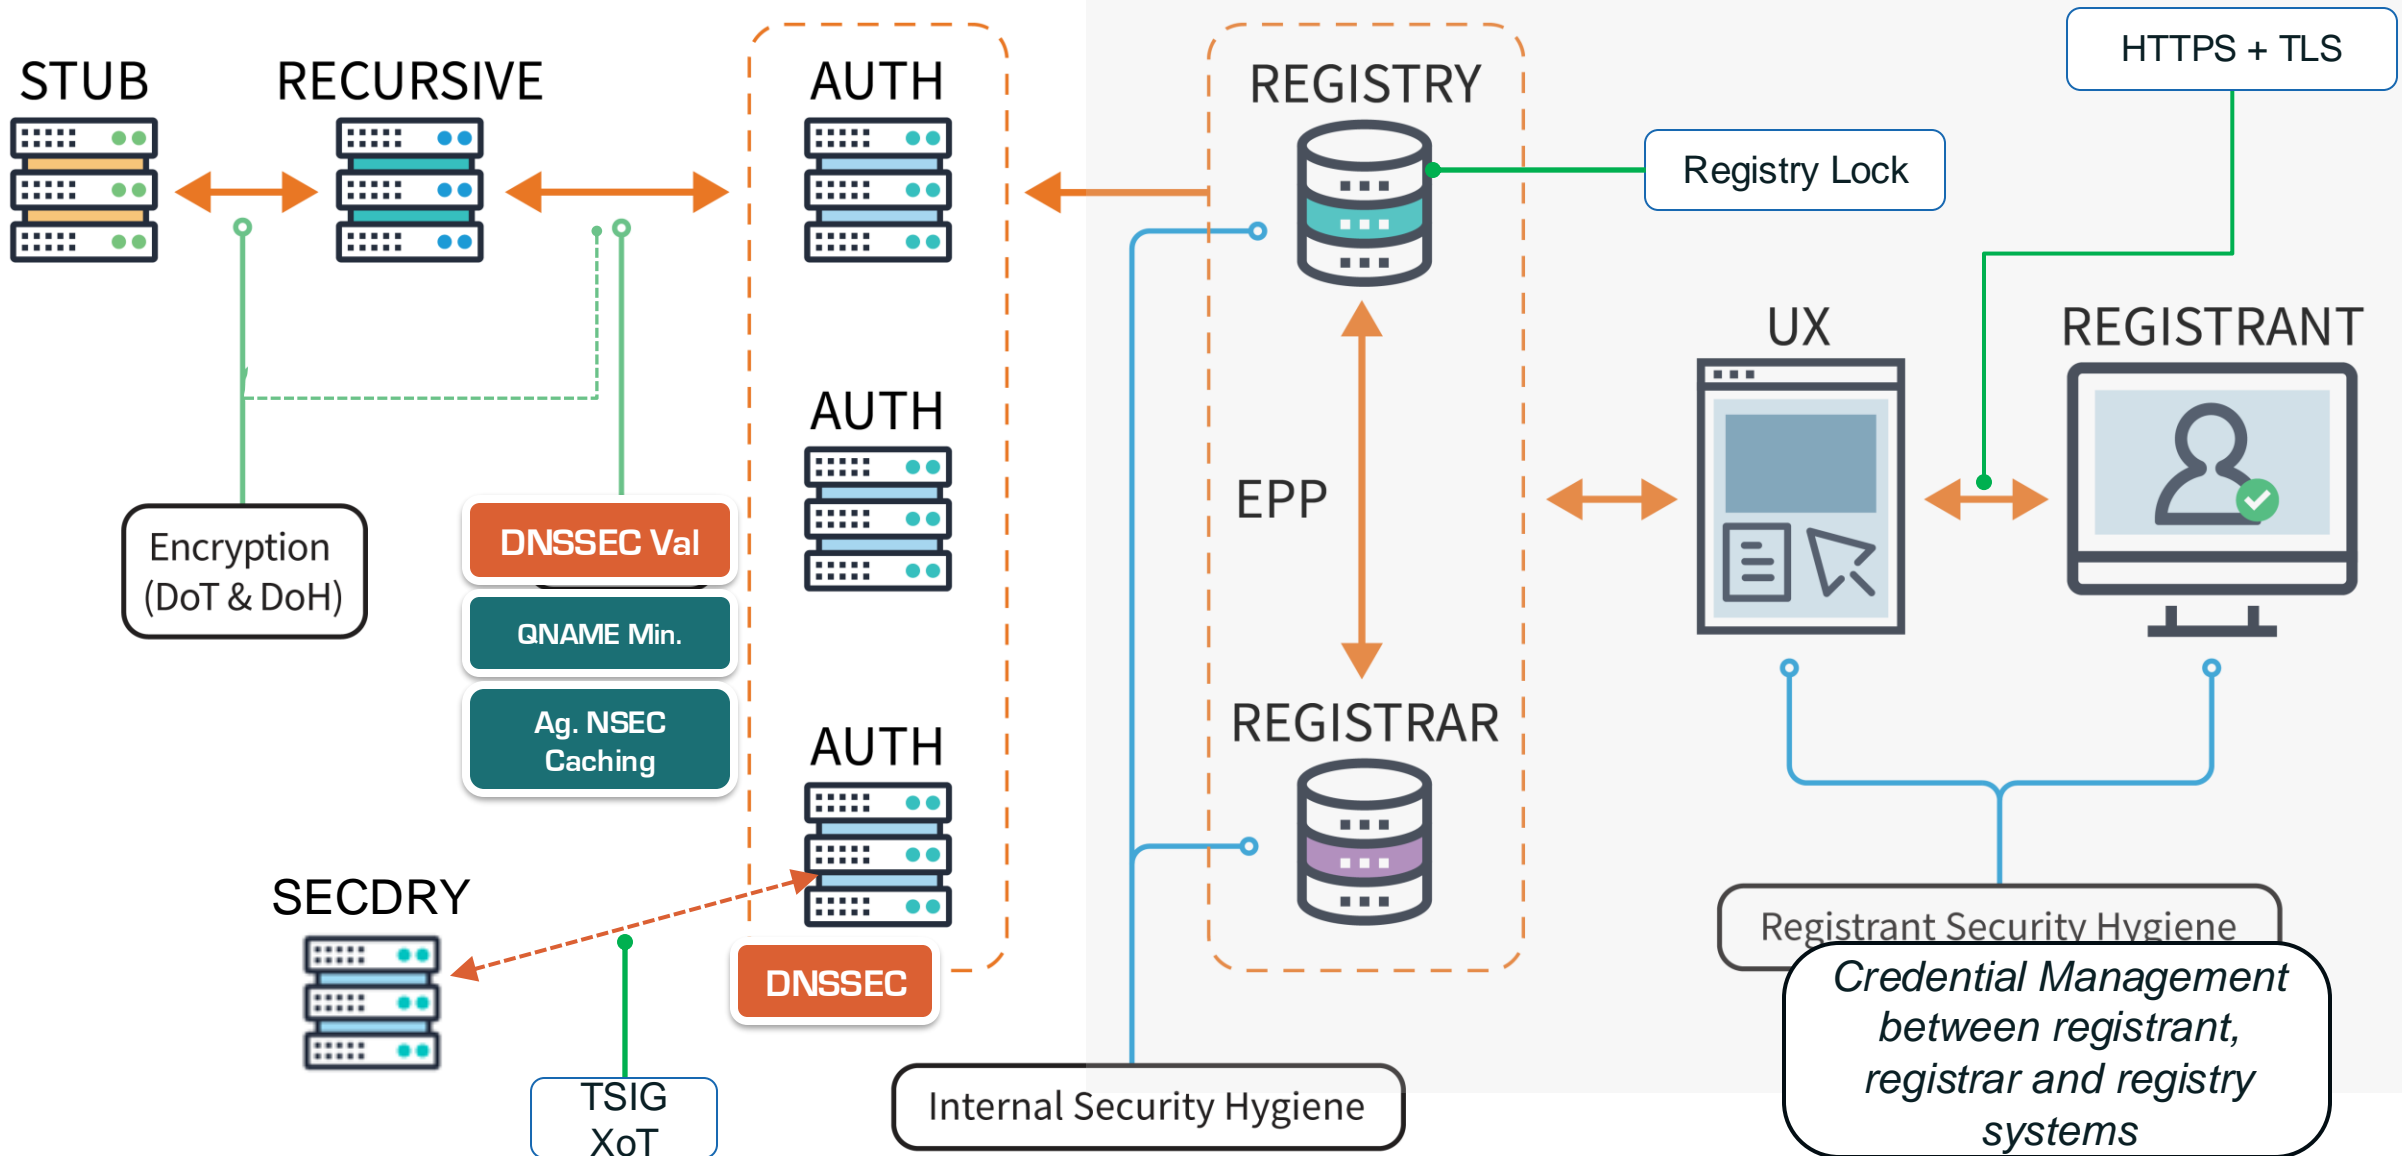 HTTPS + TLS
STUB
RECURSIVE
AUTH
REGISTRY
Registry Lock
UX
REGISTRANT
AUTH
EPP
Encryption
(DoT & DoH)
DNSSEC Val
QNAME Min.
Ag. NSEC
Caching
AUTH
REGISTRAR
SECDRY
DNSSEC
Registrant Security Hygiene
Credential Management
between registrant,
registrar and registry
systems
TSIG
XoT
Internal Security Hygiene